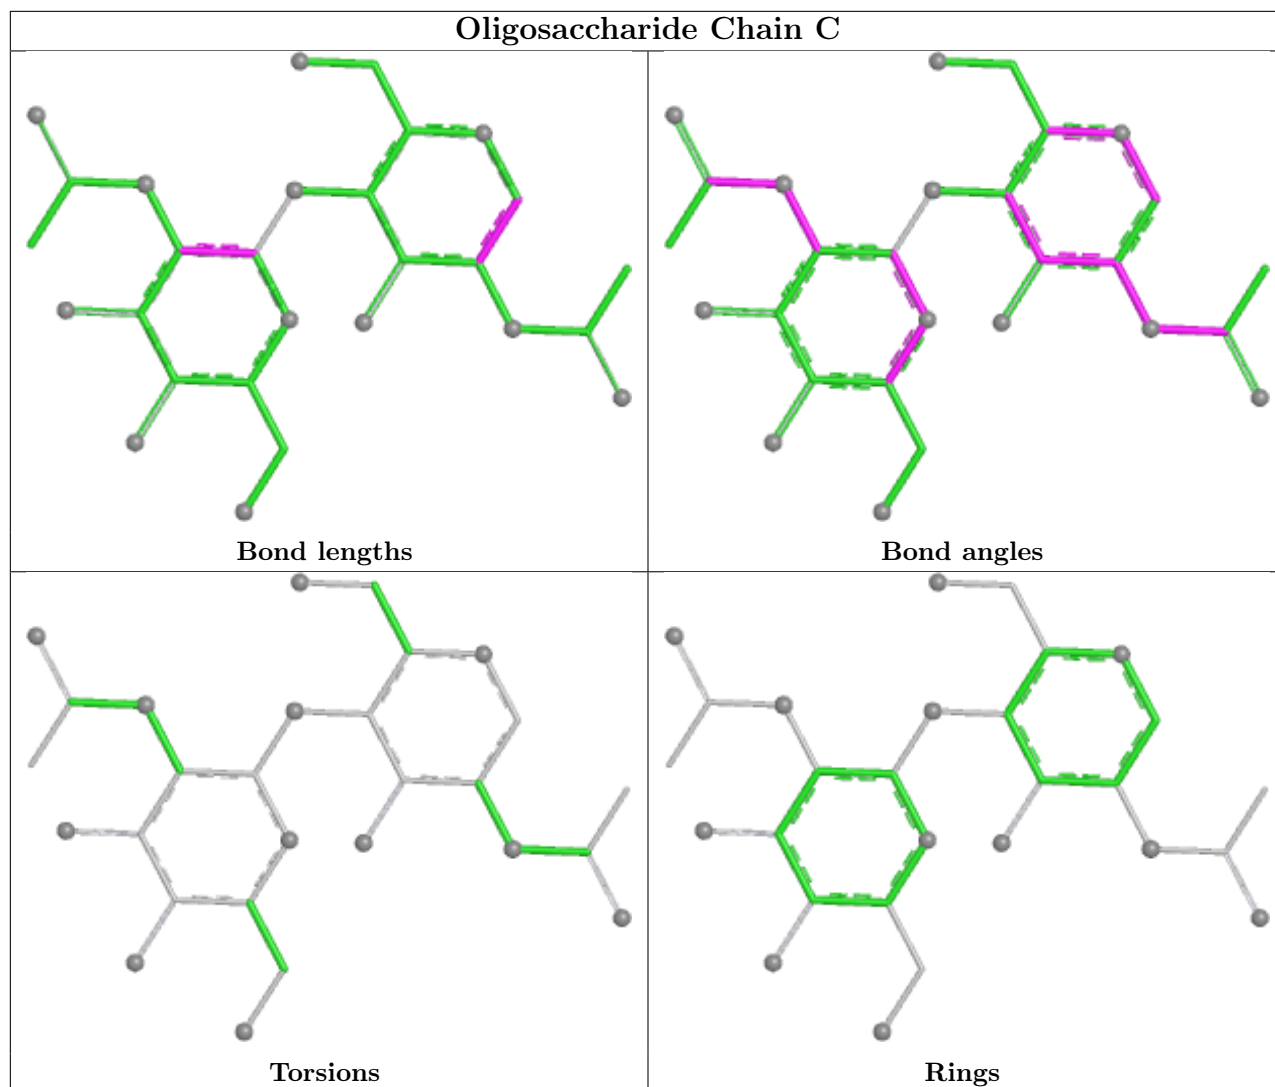 Oligosaccharide Chain C
Bond lengths
Bond angles
Torsions
Rings